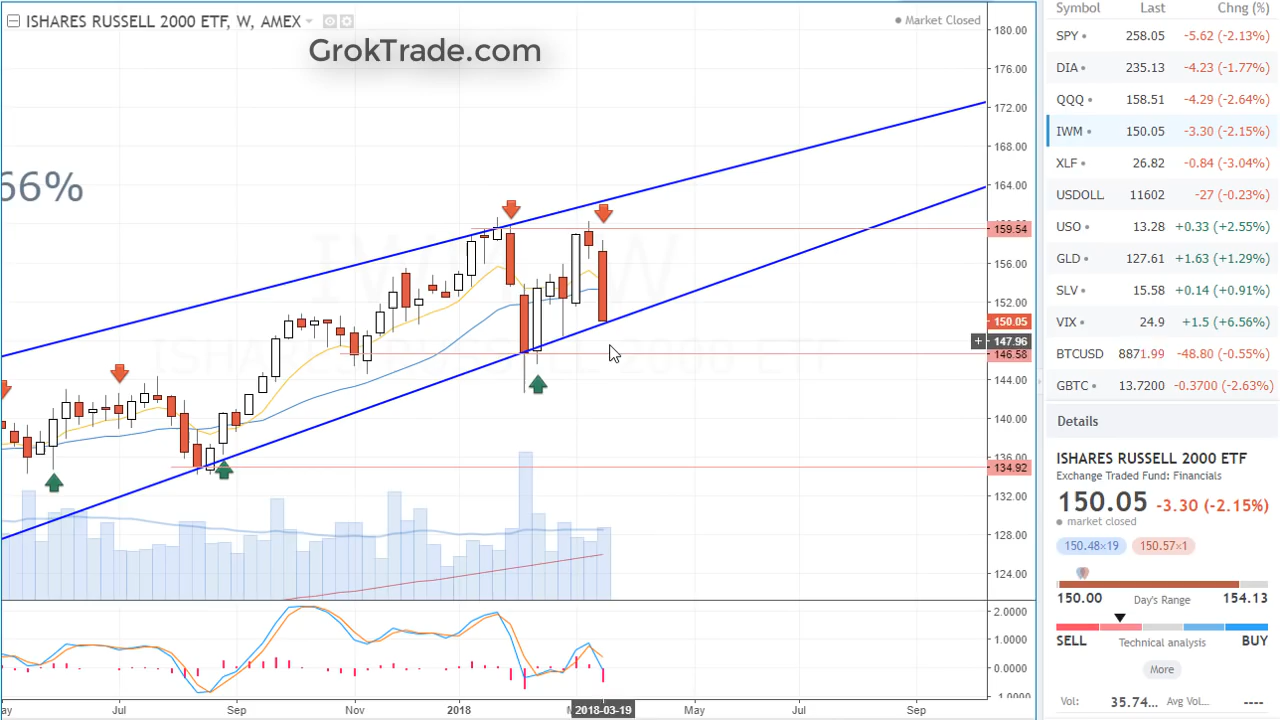 ISHARES RUSSELL 2000 ETF, W, AMEX
Market Closed
GrokTrade.com
66%
180.00
176.00
172.00
168.00
164.00
159.54
156.00
152.00
150.05
147.96
146.58
144.00
140.00
136.00
134.92
132.00
128.00
124.00
2.0000
1.0000
0.0000
-1.0000
Jul
Sep
Nov
2018
2018-03-19
May
Jul
Sep
Symbol Last Chng (%)
SPY 258.05 -5.62 (-2.13%)
DIA 235.13 -4.23 (-1.77%)
QQQ 158.51 -4.29 (-2.64%)
IWM 150.05 -3.30 (-2.15%)
XLF 26.82 -0.84 (-3.04%)
USDOLL 11602 -27 (-0.23%)
USO 13.28 +0.33 (+2.55%)
GLD 127.61 +1.63 (+1.29%)
SLV 15.58 +0.14 (+0.91%)
VIX 24.9 +1.5 (+6.56%)
BTCUSD 8871.99 -48.80 (-0.55%)
GBTC 13.7200 -0.3700 (-2.63%)
Details
ISHARES RUSSELL 2000 ETF
Exchange Traded Fund: Financials
150.05 -3.30 (-2.15%)
market closed
150.48×19 150.57×1
150.00 Day's Range 154.13
SELL Technical analysis BUY
More
Vol: 35.74... Avg Vol... ----